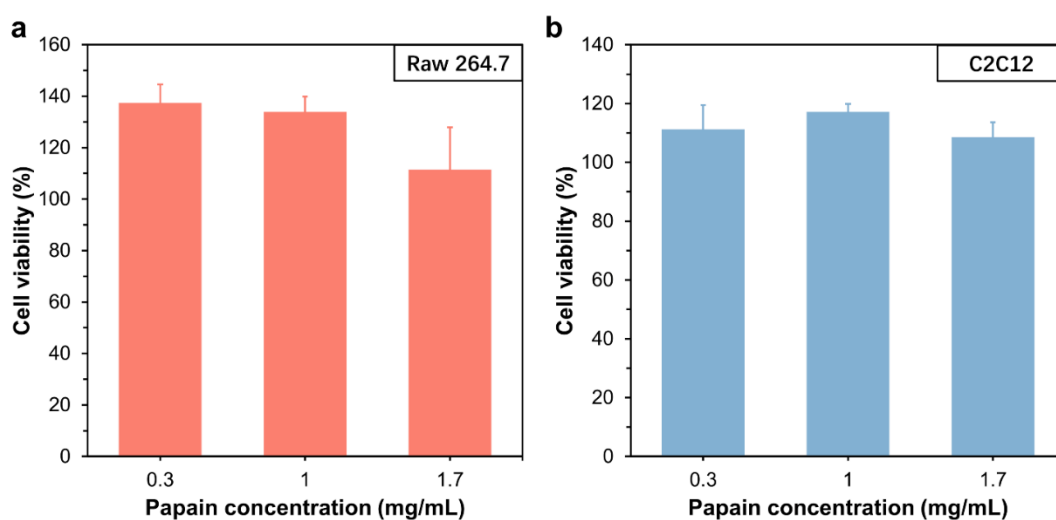 a
Raw 264.7
Cell viability (%)
160
140
120
100
80
60
40
20
0
0.3 1 1.7
Papain concentration (mg/mL)
b
C2C12
Cell viability (%)
140
120
100
80
60
40
20
0
0.3 1 1.7
Papain concentration (mg/mL)